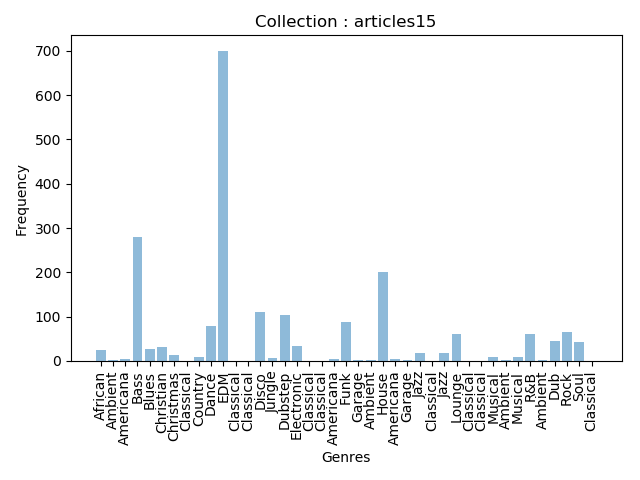 Collection : articles15
Frequency
700
600
500
400
300
200
100
0
African
Ambient
Americana
Bass
Blues
Christian
Christmas
Classical
Country
Dance
EDM
Classical
Classical
Disco
Jungle
Dubstep
Electronic
Classical
Classical
Americana
Funk
Garage
Ambient
House
Americana
Garage
Jazz
Classical
Jazz
Lounge
Classical
Classical
Musical
Ambient
Musical
R&B
Ambient
Dub
Rock
Soul
Classical
Genres